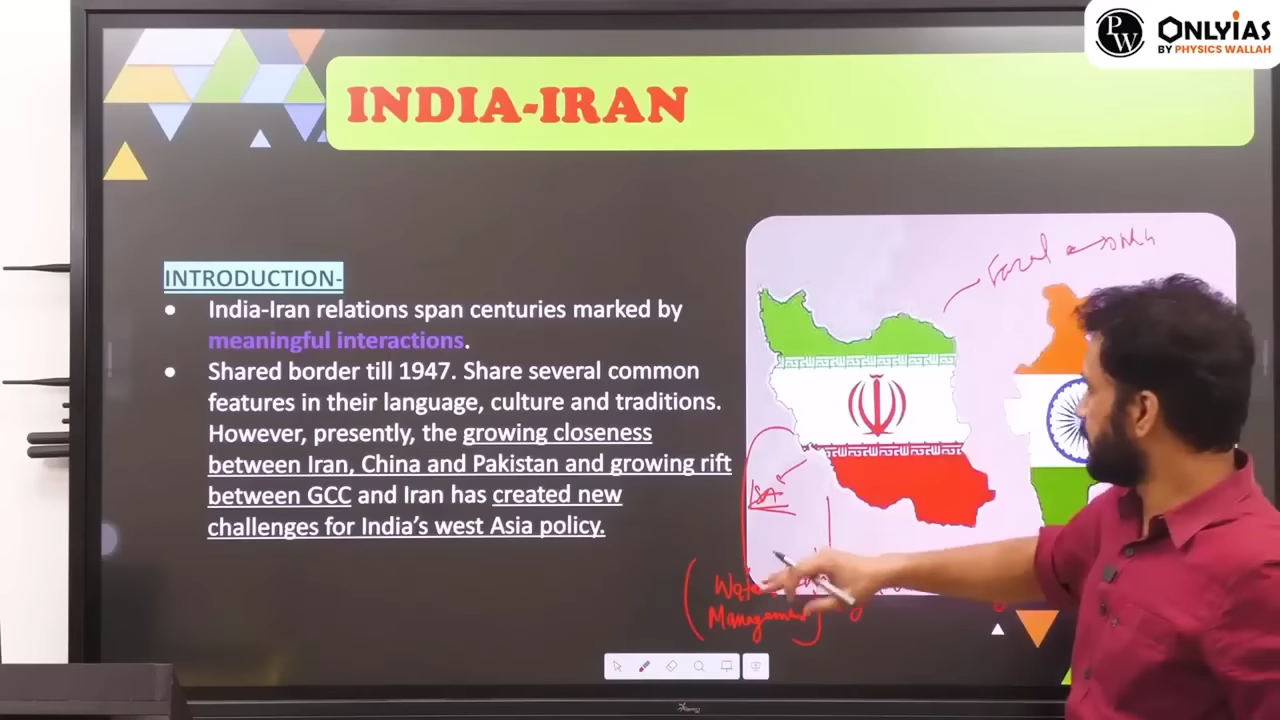 PW
ONLYIAS
BY PHYSICS WALLAH
INDIA-IRAN
INTRODUCTION-
• India-Iran relations span centuries marked by
meaningful interactions.
• Shared border till 1947. Share several common
features in their language, culture and traditions.
However, presently, the growing closeness
between Iran, China and Pakistan and growing rift
between GCC and Iran has created new
challenges for India’s west Asia policy.
Management